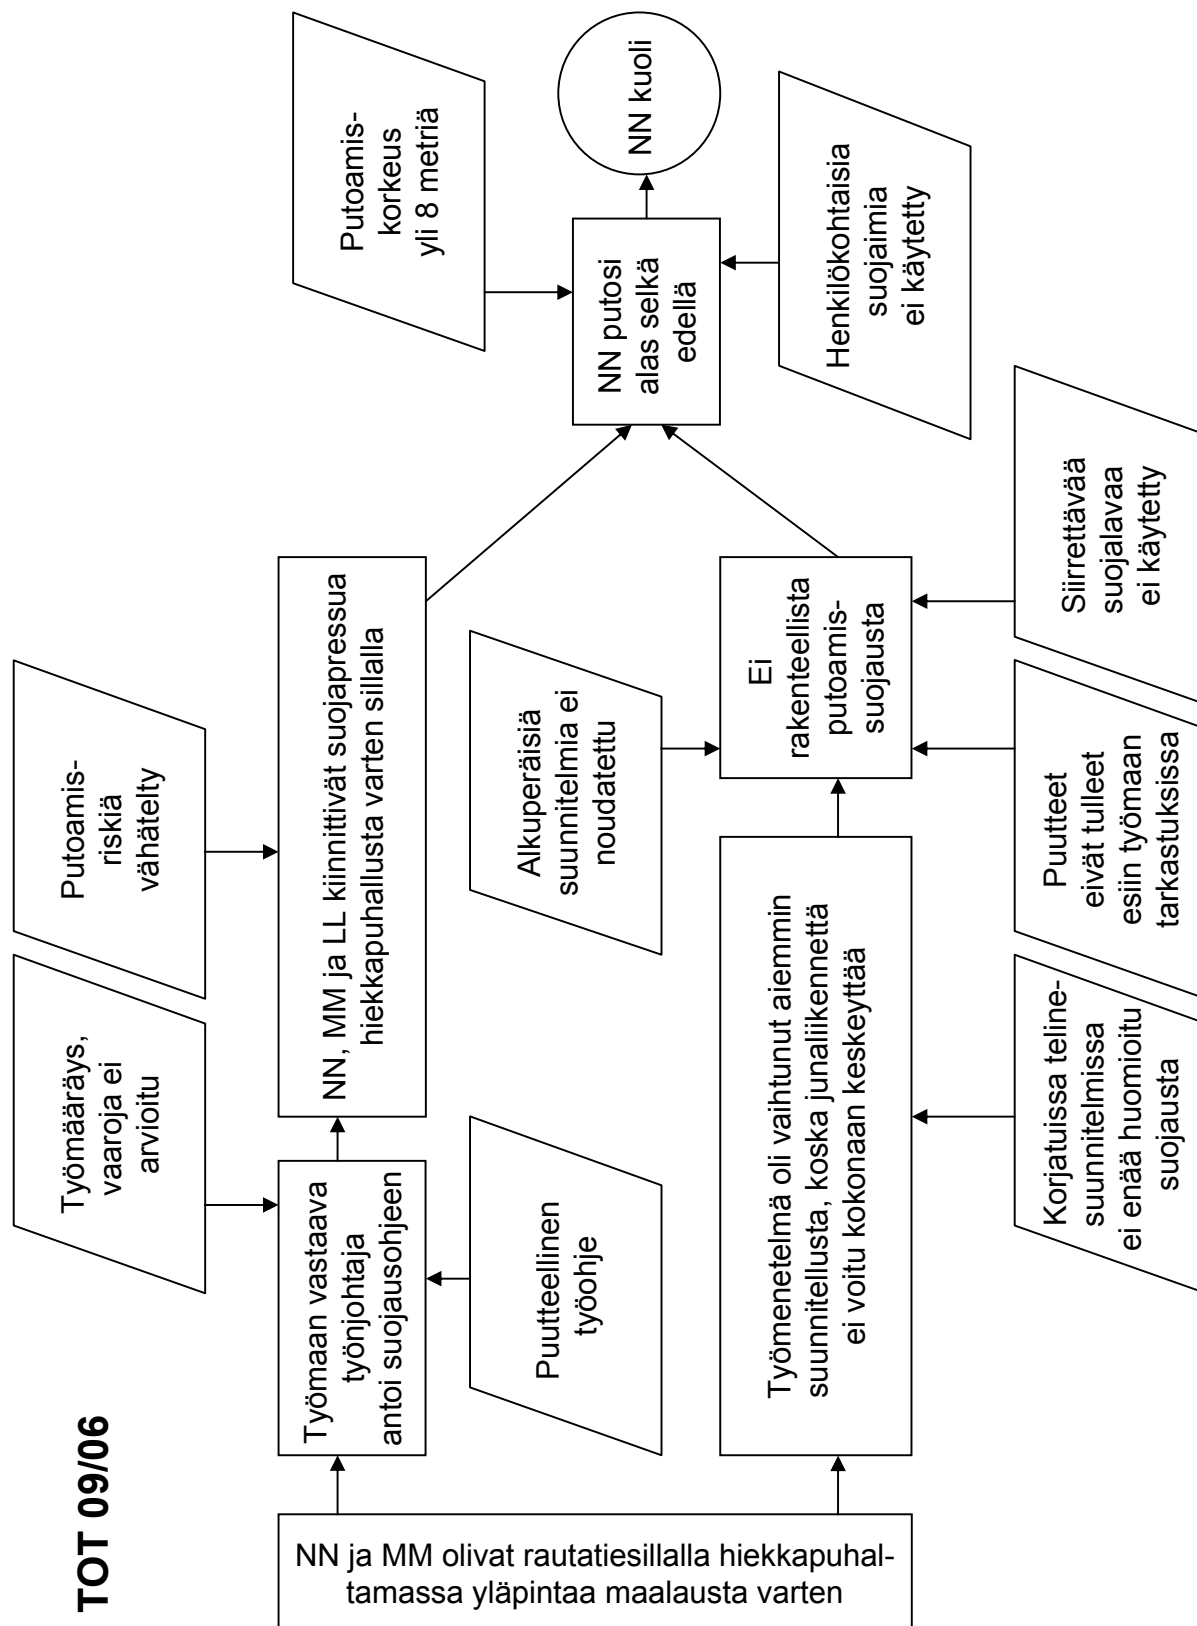 TOT 09/06
NN ja MM olivat rautatiesillalla hiekkapuhal-
tamassa yläpintaa maalausta varten
Työmääräys,
vaaroja ei
arvioitu
Työmaan vastaava
työnjohtaja
antoi suojausohjeen
Puutteellinen
työohje
Putoamis-
riskiä
vähätelty
NN, MM ja LL kiinnittivät suojapressua
hiekkapuhallusta varten sillalla
Työmenetelmä oli vaihtunut aiemmin
suunnitellusta, koska junaliikennettä
ei voitu kokonaan keskeyttää
Korjatuissa teline-
suunnitelmissa
ei enää huomioitu
suojausta
Alkuperäisiä
suunnitelmia ei
noudatettu
Ei
rakenteellista
putoamis-
suojausta
Puutteet
eivät tulleet
esiin työmaan
tarkastuksissa
Siirrettävää
suojalavaa
ei käytetty
Putoamis-
korkeus
yli 8 metriä
NN putosi
alas selkä
edellä
Henkilökohtaisia
suojaimia
ei käytetty
NN kuoli